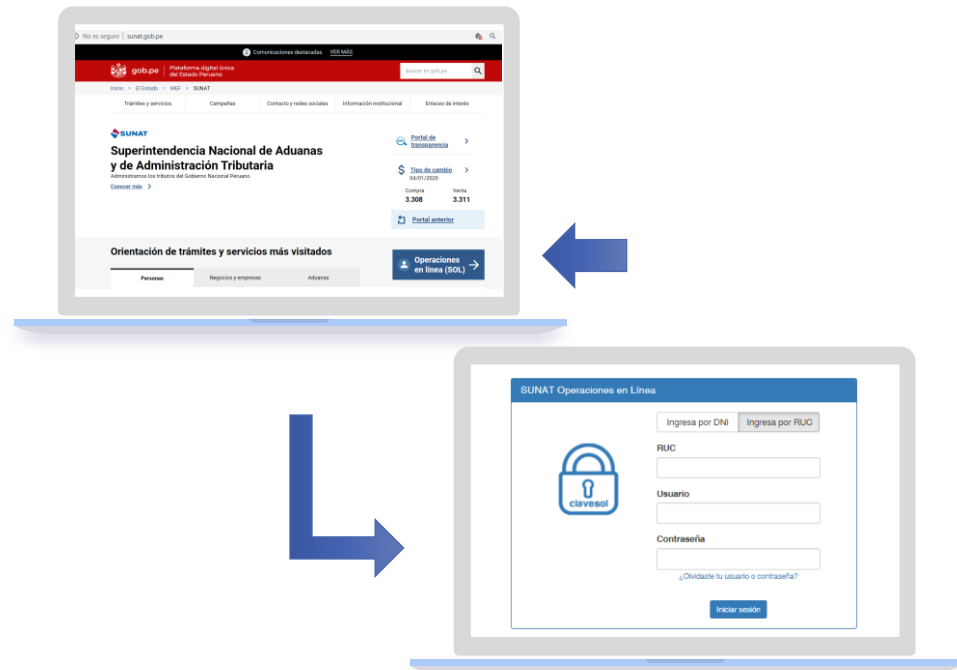 No es seguro | sunat.gob.pe
Comunicaciones destacadas VER MÁS
gob.pe | Plataforma digital única
del Estado Peruano
Buscar en gob.pe
Inicio > El Estado > MEF > SUNAT
Trámites y servicios Campañas Contacto y redes sociales Información institucional Enlaces de interés
SUNAT
Superintendencia Nacional de Aduanas
y de Administración Tributaria
Administramos los tributos del Gobierno Nacional Peruano.
Conocer más >
Portal de
transparencia >
Tipo de cambio >
04/01/2020
Compra Venta
3.308 3.311
Portal anterior
Orientación de trámites y servicios más visitados
Personas Negocios y empresas Aduanas
Operaciones
en línea (SOL)
SUNAT Operaciones en Línea
Ingresa por DNI Ingresa por RUC
clavesol
RUC
Usuario
Contraseña
¿Olvidaste tu usuario o contraseña?
Iniciar sesión